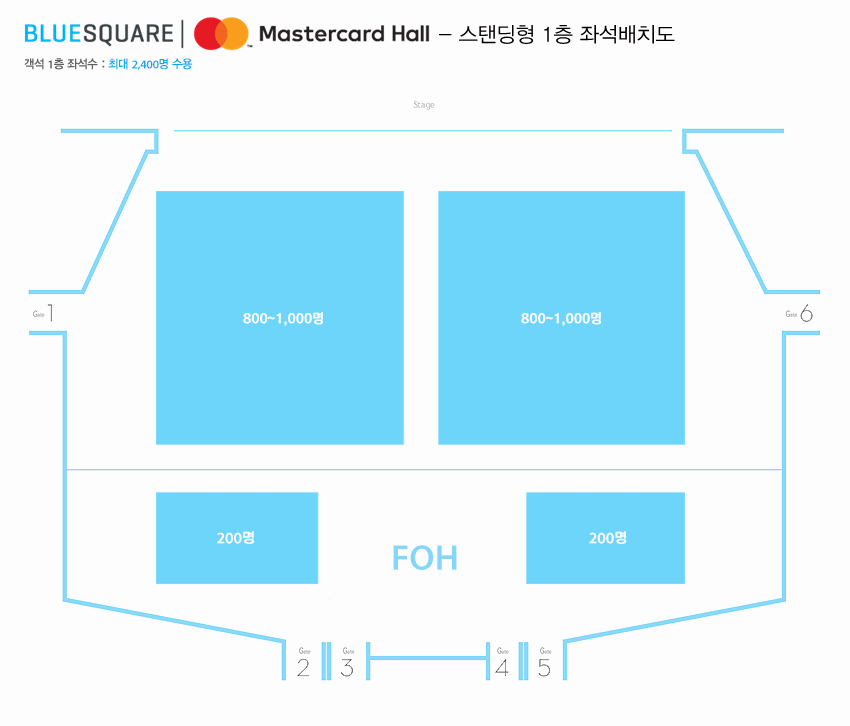 BLUESQUARE | Mastercard Hall – 스탠딩형 1층 좌석배치도
객석 1층 좌석수 : 최대 2,400명 수용
Stage
800~1,000명 800~1,000명
Gate 1 Gate 6
200명 200명
FOH
Gate 2 Gate 3 Gate 4 Gate 5